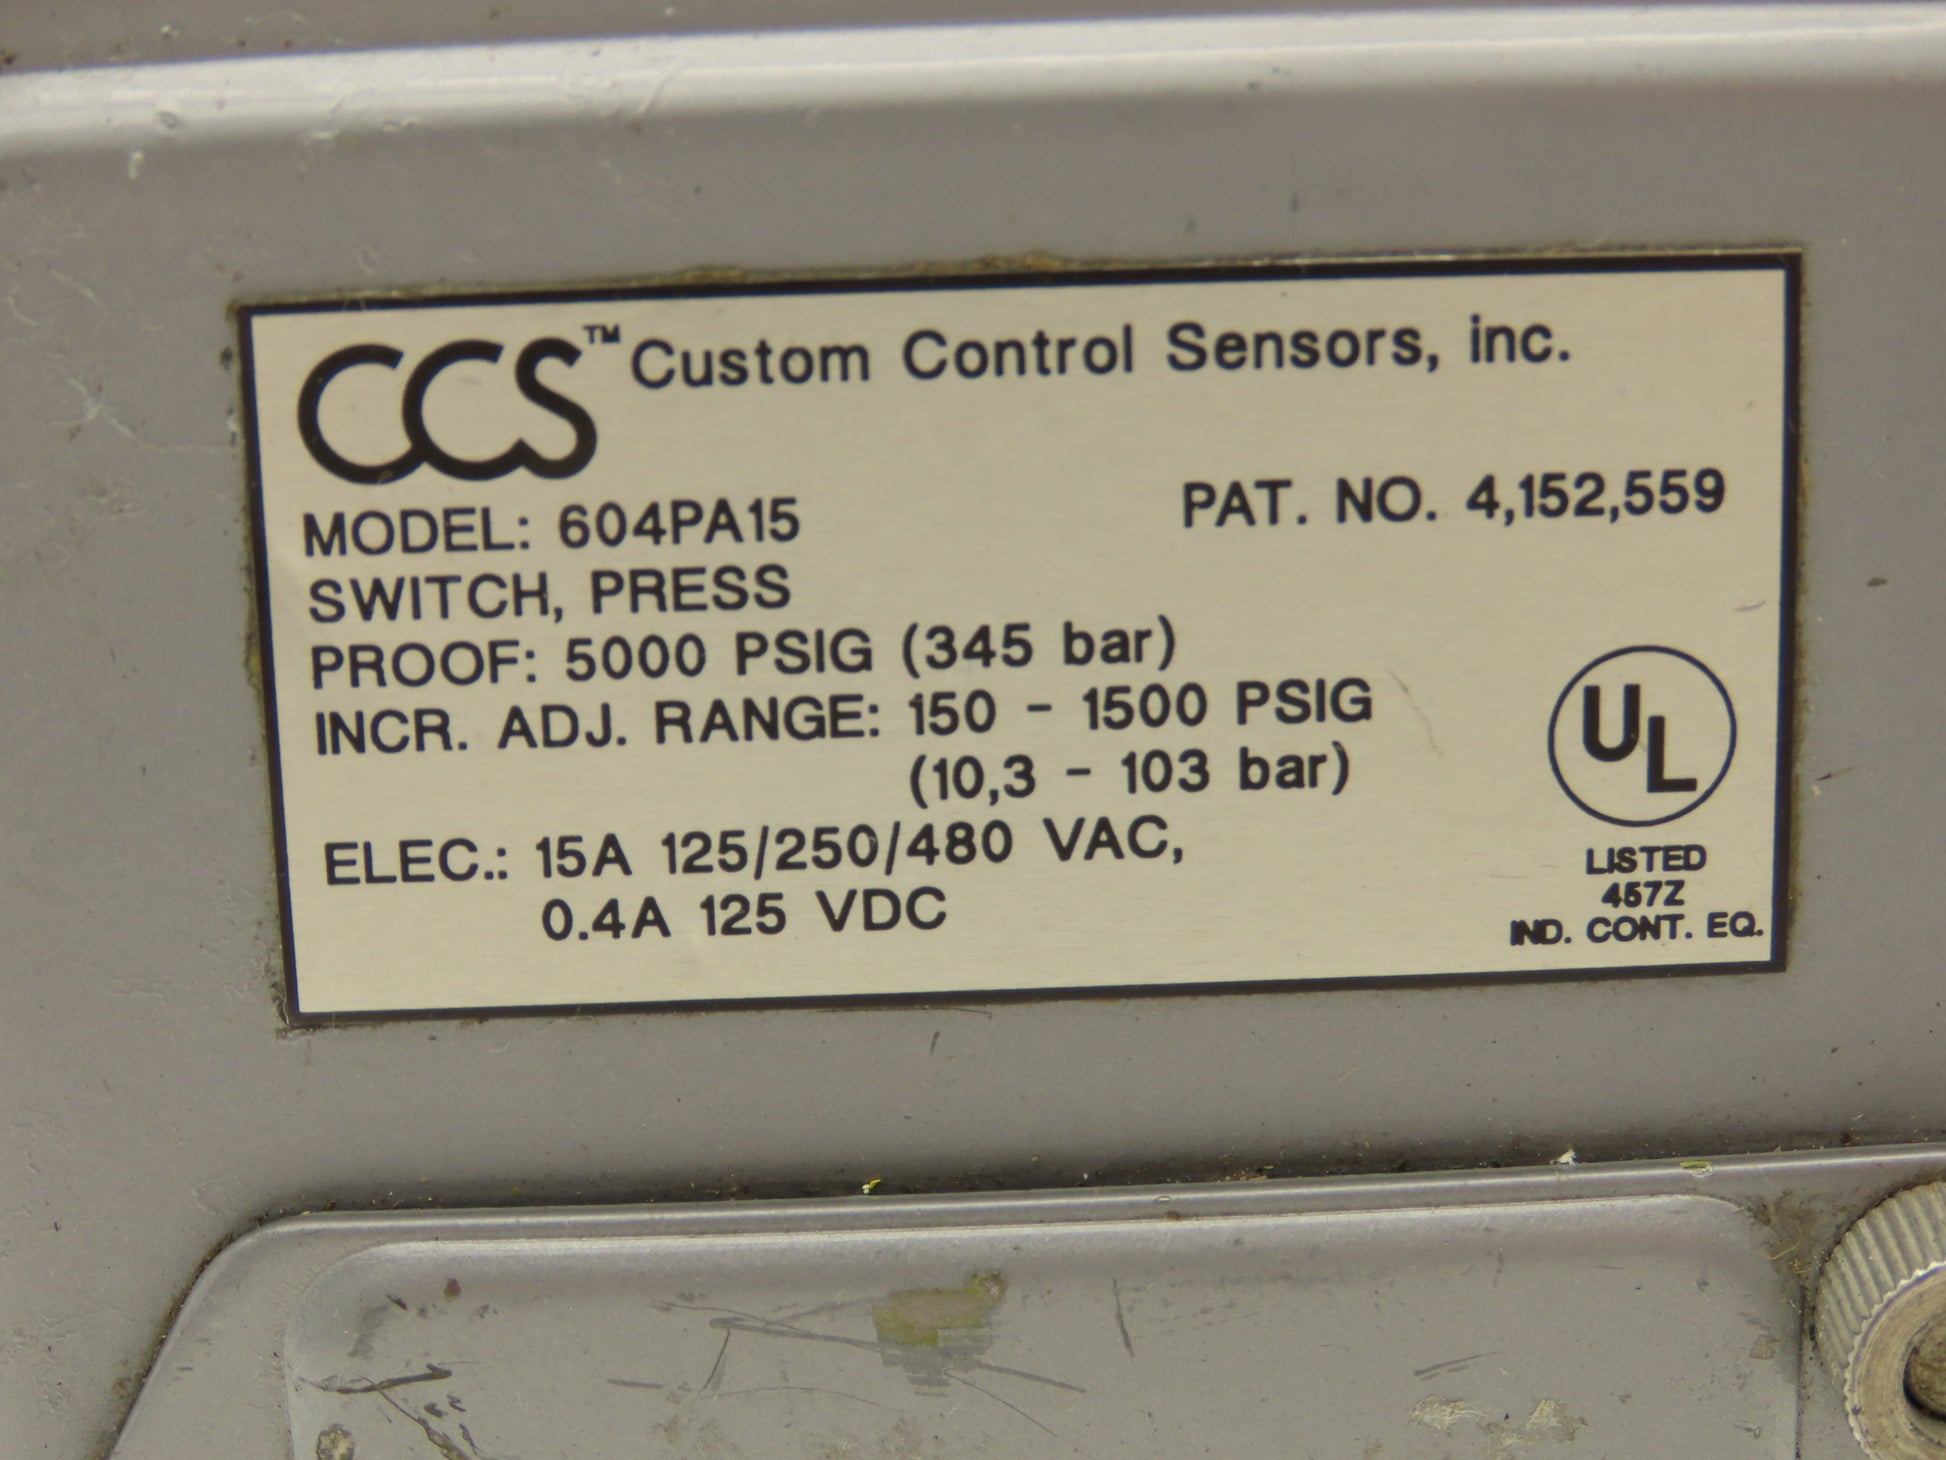 CCS™ Custom Control Sensors, inc.
MODEL: 604PA15 PAT. NO. 4,152,559
SWITCH, PRESS
PROOF: 5000 PSIG (345 bar)
INCR. ADJ. RANGE: 150 - 1500 PSIG
(10,3 - 103 bar)
ELEC.: 15A 125/250/480 VAC,
0.4A 125 VDC
UL
LISTED
457Z
IND. CONT. EQ.